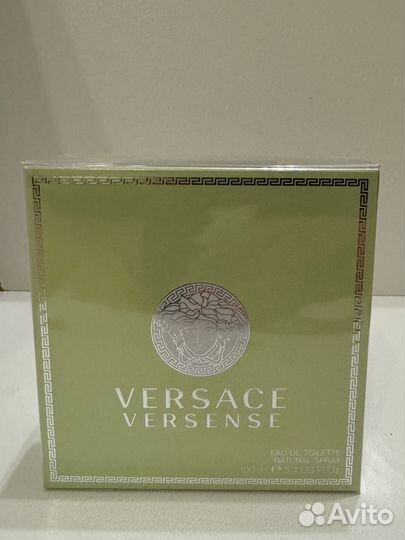 VERSACE
VERSENSE
EAU DE TOILETTE
NATURAL SPRAY
100 ml ℮ 3.4 US Fl.Oz
Avito